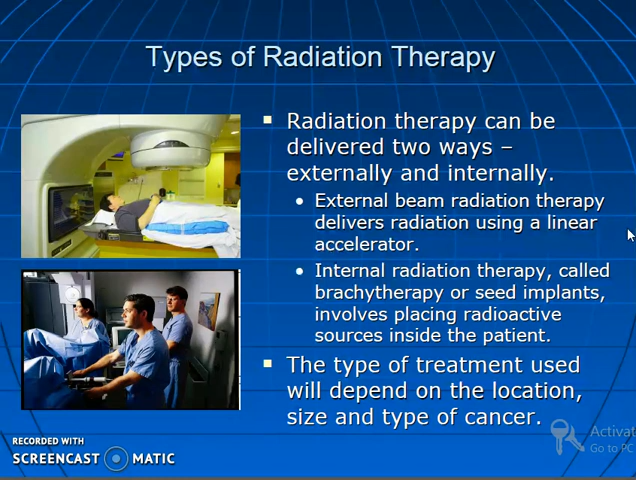 Types of Radiation Therapy
Radiation therapy can be
delivered two ways –
externally and internally.
External beam radiation therapy
delivers radiation using a linear
accelerator.
Internal radiation therapy, called
brachytherapy or seed implants,
involves placing radioactive
sources inside the patient.
The type of treatment used
will depend on the location,
size and type of cancer.
Activat
Go to PC
RECORDED WITH
SCREENCAST MATIC